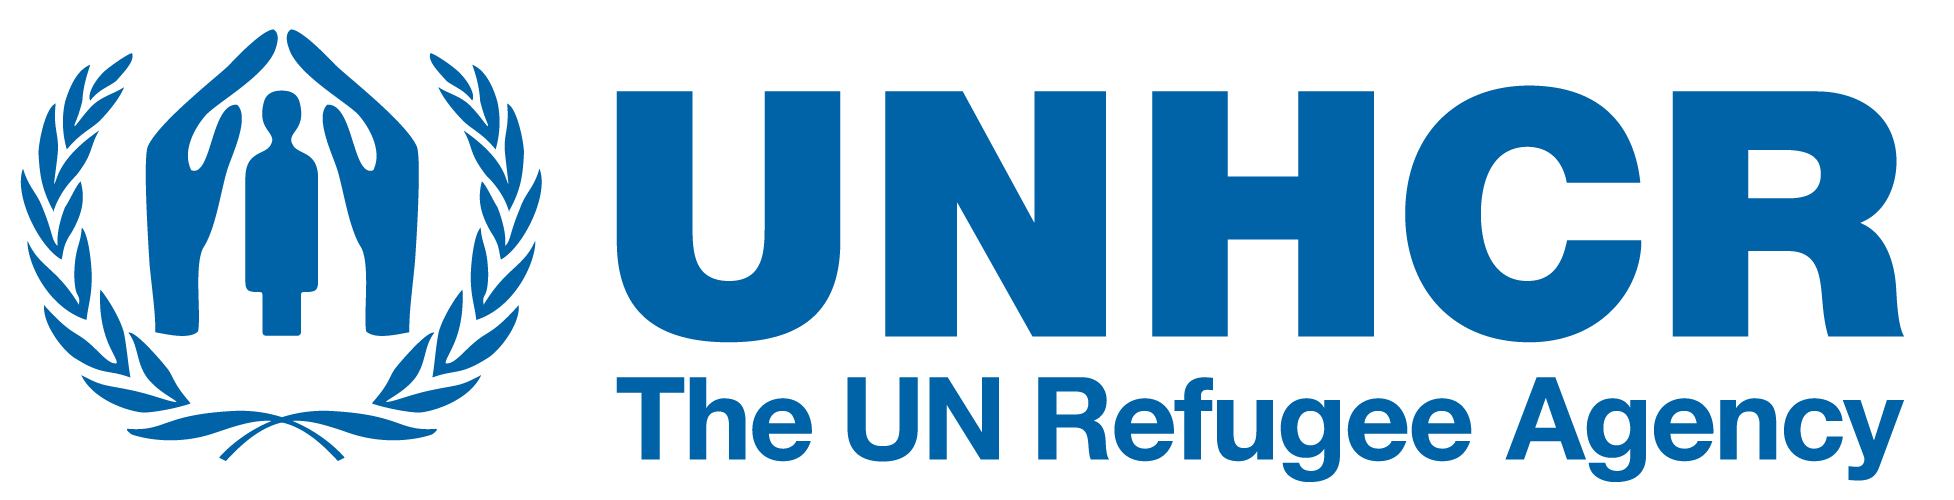 UNHCR
The UN Refugee Agency